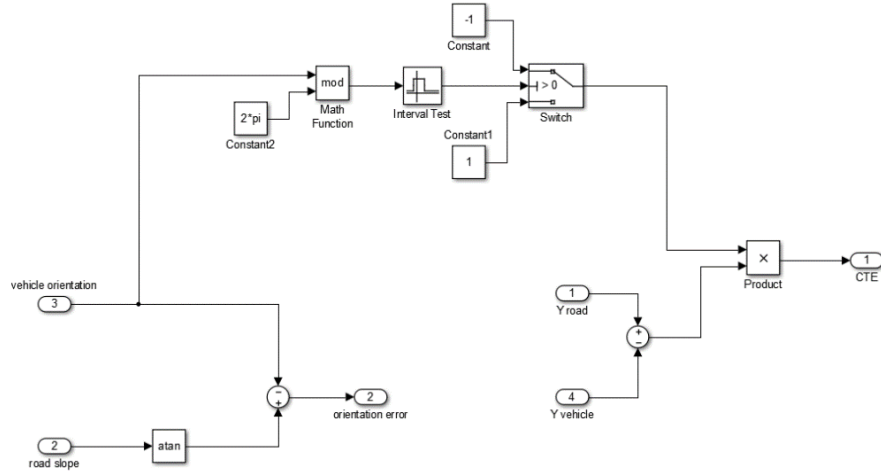 -1
Constant
mod
Math
Function
> 0
Switch
Interval Test
2*pi
Constant2
Constant1
1
×
Product
1
CTE
vehicle orientation
3
1
Y road
+
−
4
Y vehicle
−
+
2
orientation error
2
road slope
atan